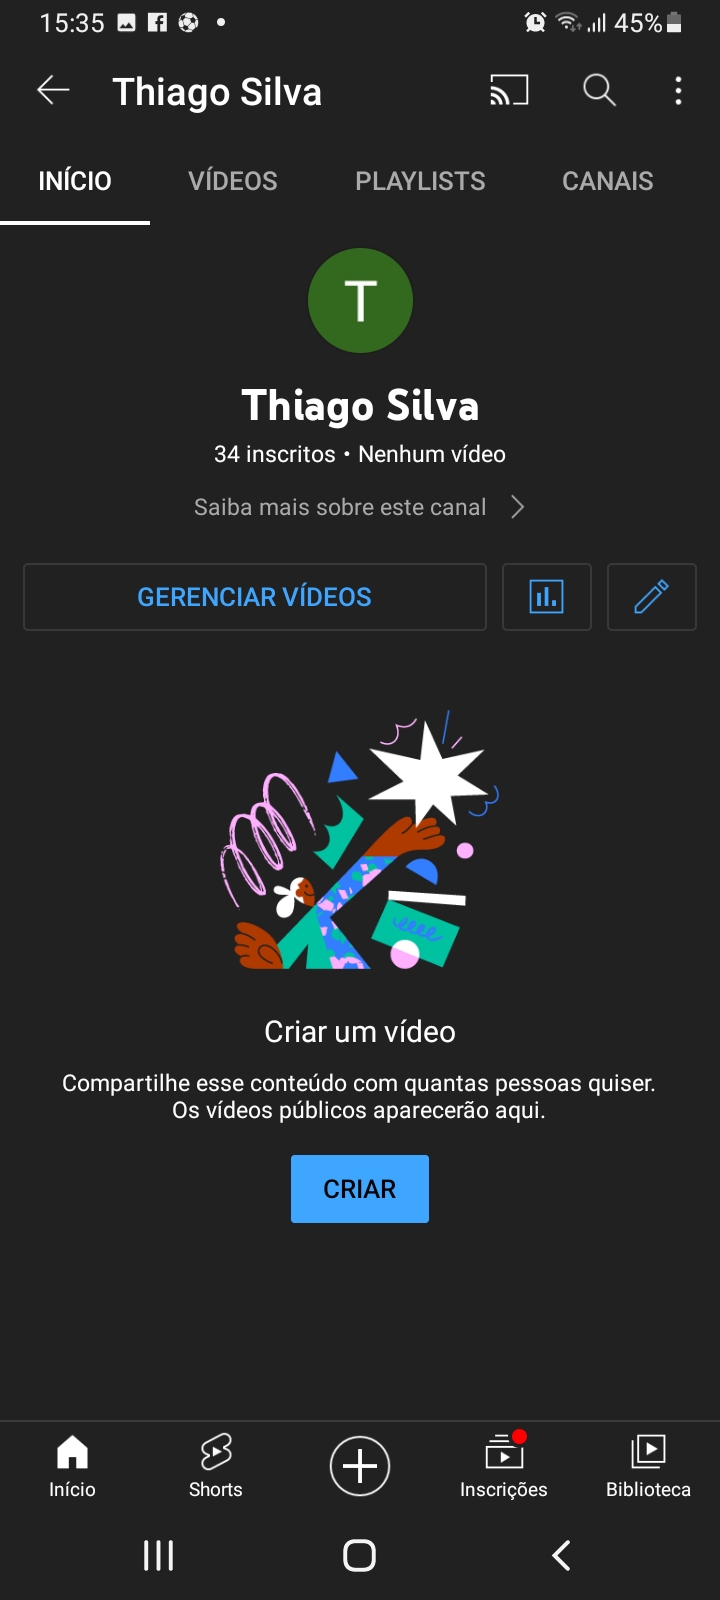 15:35 45%
Thiago Silva
INÍCIO VÍDEOS PLAYLISTS CANAIS
T
Thiago Silva
34 inscritos • Nenhum vídeo
Saiba mais sobre este canal
GERENCIAR VÍDEOS
Criar um vídeo
Compartilhe esse conteúdo com quantas pessoas quiser.
Os vídeos públicos aparecerão aqui.
CRIAR
Início Shorts Inscrições Biblioteca